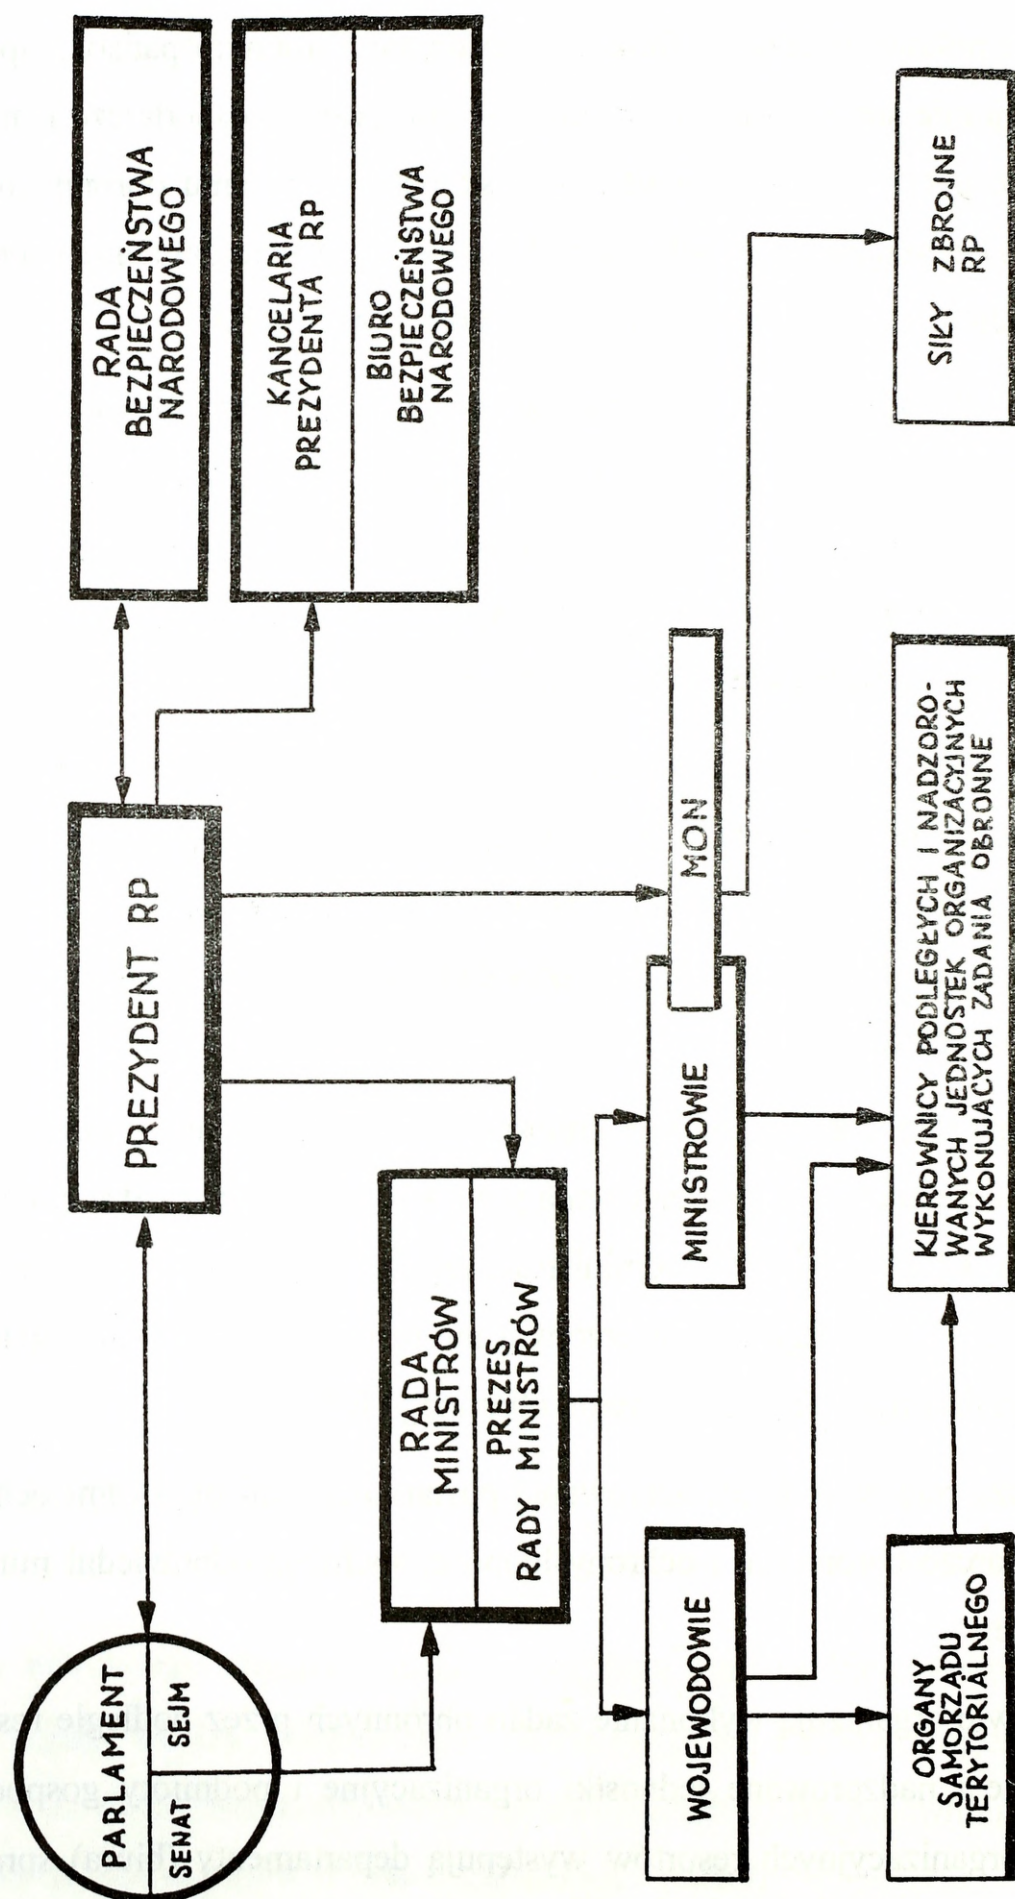 PARLAMENT
SENAT SEJM
PREZYDENT RP
RADA
BEZPIECZEŃSTWA
NARODOWEGO
KANCELARIA
PREZYDENTA RP
BIURO
BEZPIECZEŃSTWA
NARODOWEGO
RADA
MINISTRÓW
PREZES
RADY MINISTRÓW
WOJEWODOWIE
MINISTROWIE
MON
ORGANY
SAMORZĄDU
TERYTORIALNEGO
KIEROWNICY PODLEGŁYCH I NADZORO-
WANYCH JEDNOSTEK ORGANIZACYJNYCH
WYKONUJĄCYCH ZADANIA OBRONNE
SIŁY ZBROJNE
RP